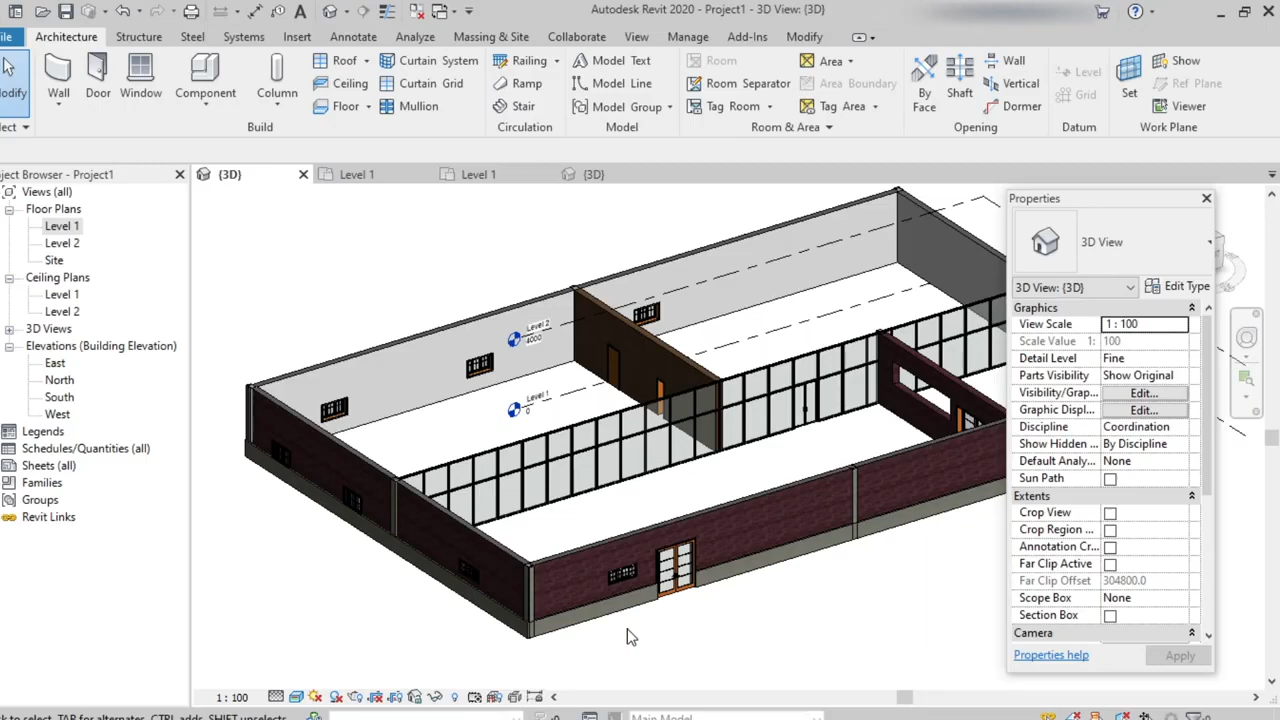 Autodesk Revit 2020 - Project1 - 3D View: {3D}
ile Architecture Structure Steel Systems Insert Annotate Analyze Massing & Site Collaborate View Manage Add-Ins Modify
Modify Wall Door Window Component Column
Roof Curtain System
Ceiling Curtain Grid
Floor Mullion
Railing
Ramp
Stair
Model Text
Model Line
Model Group
Room
Room Separator
Tag Room
Area
Area Boundary
Tag Area
By Face
Shaft
Wall
Vertical
Dormer
Level
Grid
Set
Show
Ref Plane
Viewer
lect Build Circulation Model Room & Area Opening Datum Work Plane
ject Browser - Project1
{3D} Level 1 Level 1 {3D}
Views (all)
Floor Plans
Level 1
Level 2
Site
Ceiling Plans
Level 1
Level 2
3D Views
Elevations (Building Elevation)
East
North
South
West
Legends
Schedules/Quantities (all)
Sheets (all)
Families
Groups
Revit Links
Level 2
4000
Level 1
0
Properties
3D View
3D View: {3D} Edit Type
Graphics
View Scale 1 : 100
Scale Value 1: 100
Detail Level Fine
Parts Visibility Show Original
Visibility/Grap... Edit...
Graphic Displ... Edit...
Discipline Coordination
Show Hidden ... By Discipline
Default Analy... None
Sun Path
Extents
Crop View
Crop Region ...
Annotation Cr...
Far Clip Active
Far Clip Offset 304800.0
Scope Box None
Section Box
Camera
Properties help Apply
1 : 100
k to select, TAB for alternates, CTRL adds, SHIFT unselects.
Main Model